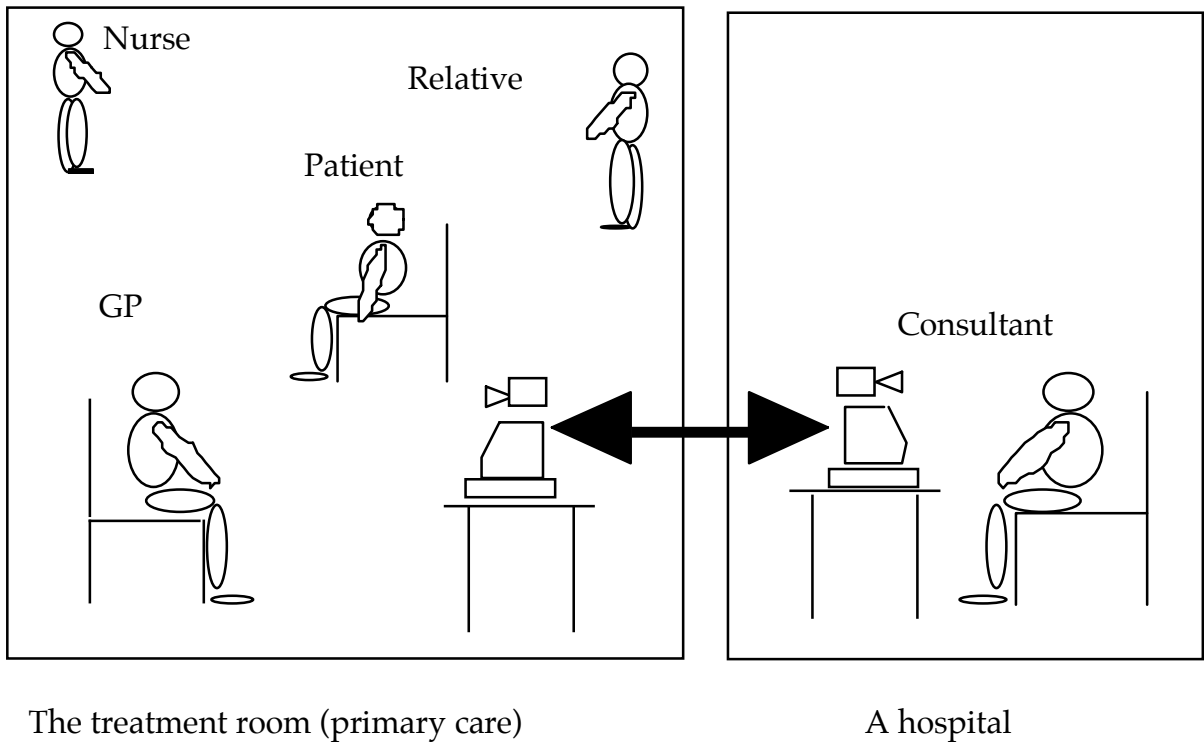 Nurse
Relative
Patient
GP
Consultant
The treatment room (primary care)
A hospital